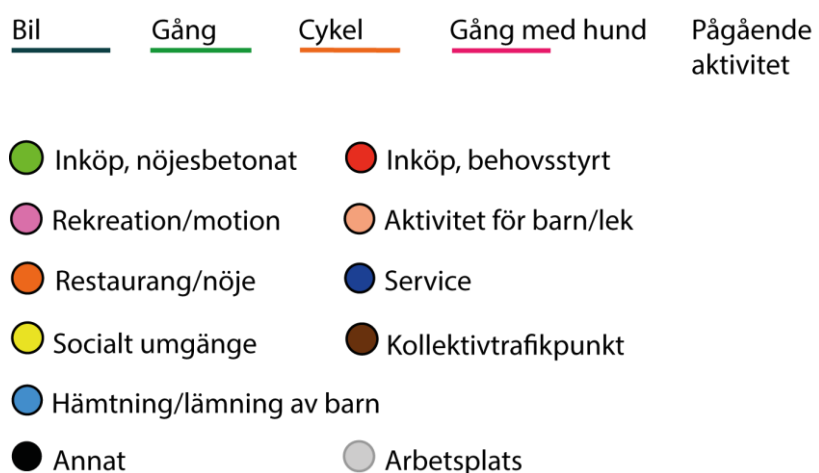 Bil Gång Cykel Gång med hund Pågående
aktivitet
Inköp, nöjesbetonat Inköp, behovsstyrt
Rekreation/motion Aktivitet för barn/lek
Restaurang/nöje Service
Socialt umgänge Kollektivtrafikpunkt
Hämtning/lämning av barn
Annat Arbetsplats